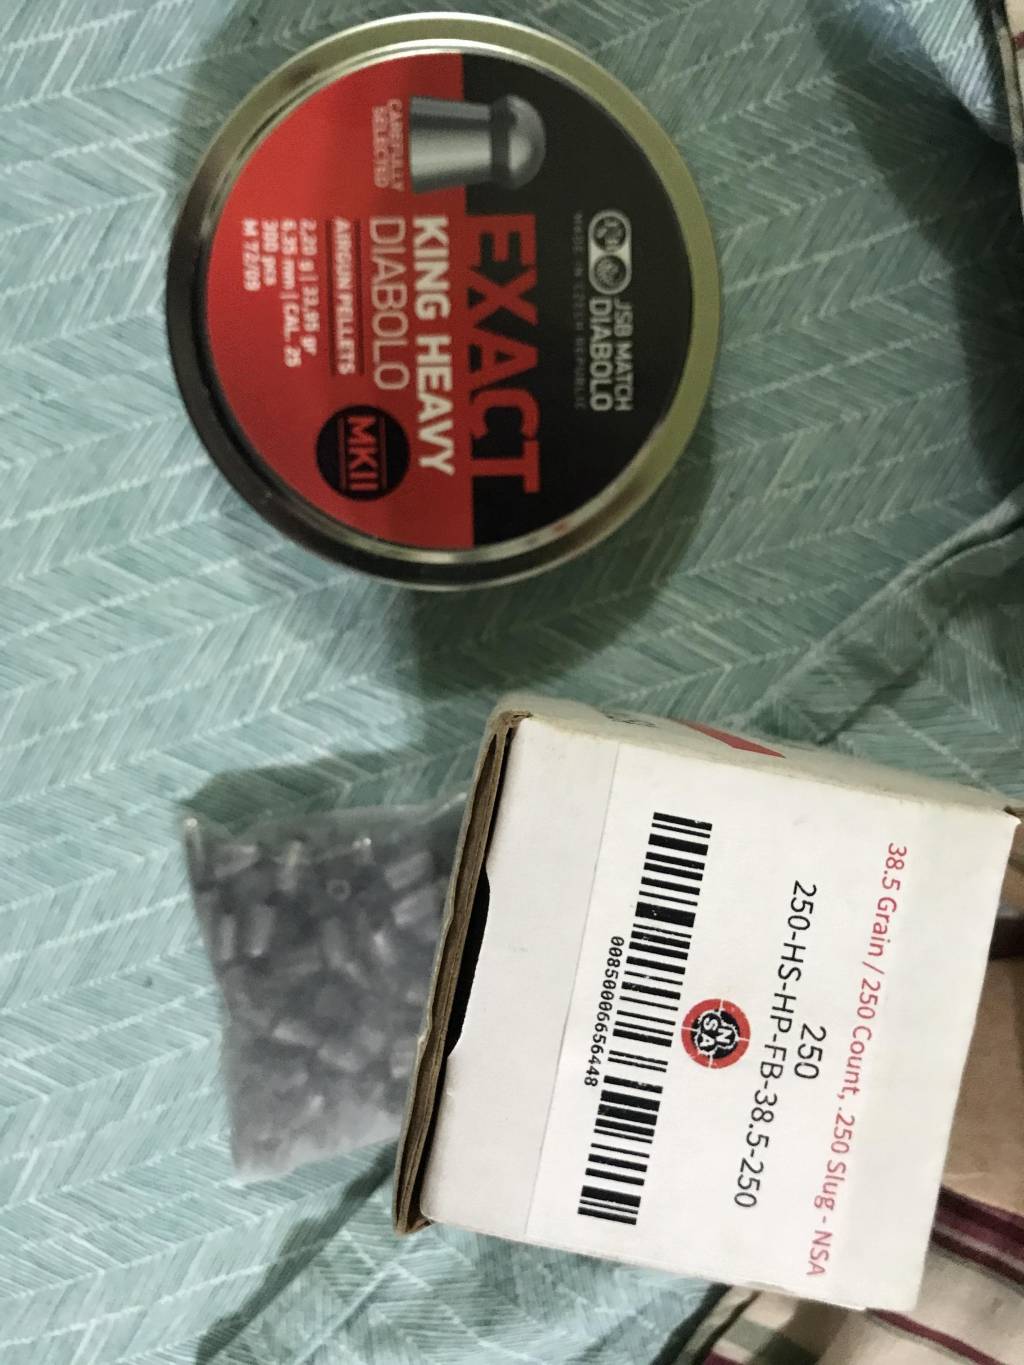 JSB MATCH
DIABOLO
MADE IN CZECH REPUBLIC
EXACT
KING HEAVY
DIABOLO
MKII
CAREFULLY
SELECTED
AIRGUN PELLETS
2,20 g | 33,95 gr
6.35 mm | CAL. 25
300 pcs
M 72/09
38.5 Grain / 250 Count, .250 Slug - NSA
250
250-HS-HP-FB-38.5-250
NSA
00850006656448